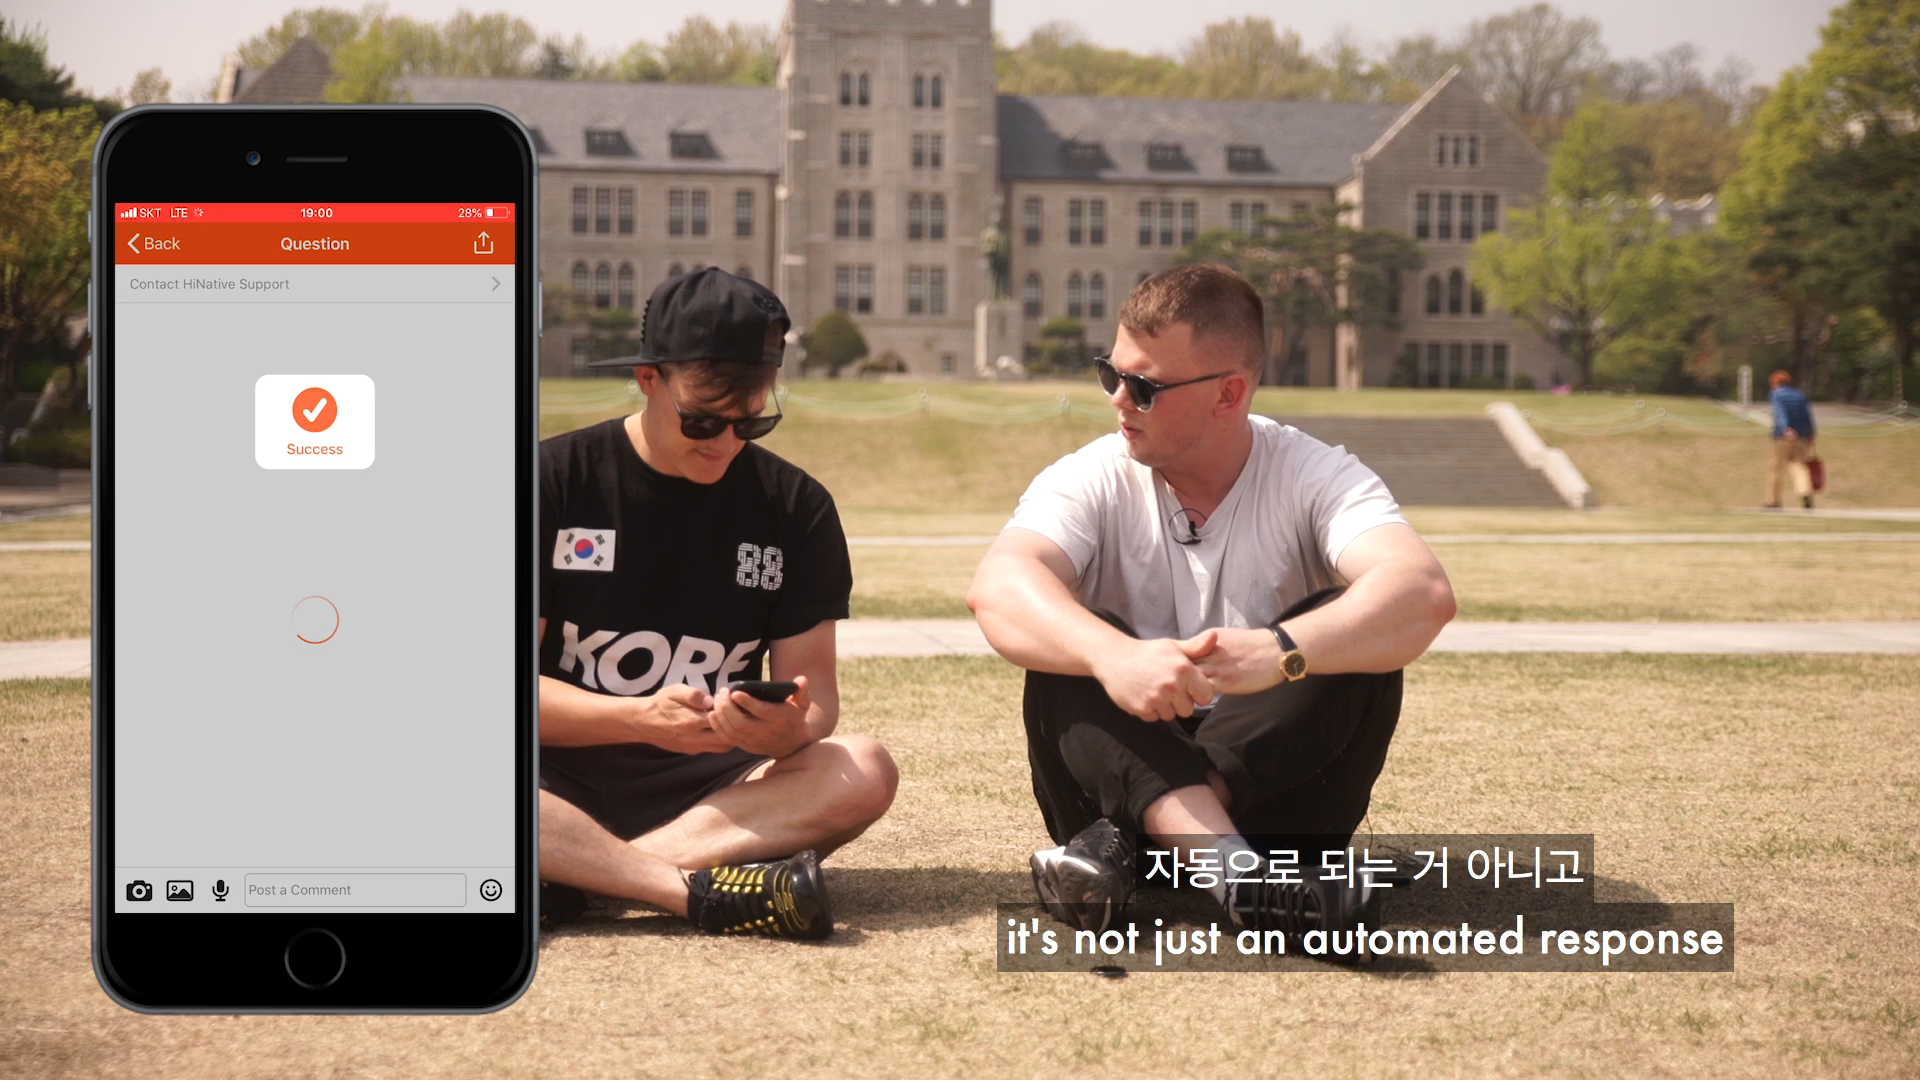 SKT LTE 19:00 28%
Back Question
Contact HiNative Support
Success
Post a Comment
88
KORE
자동으로 되는 거 아니고
it's not just an automated response